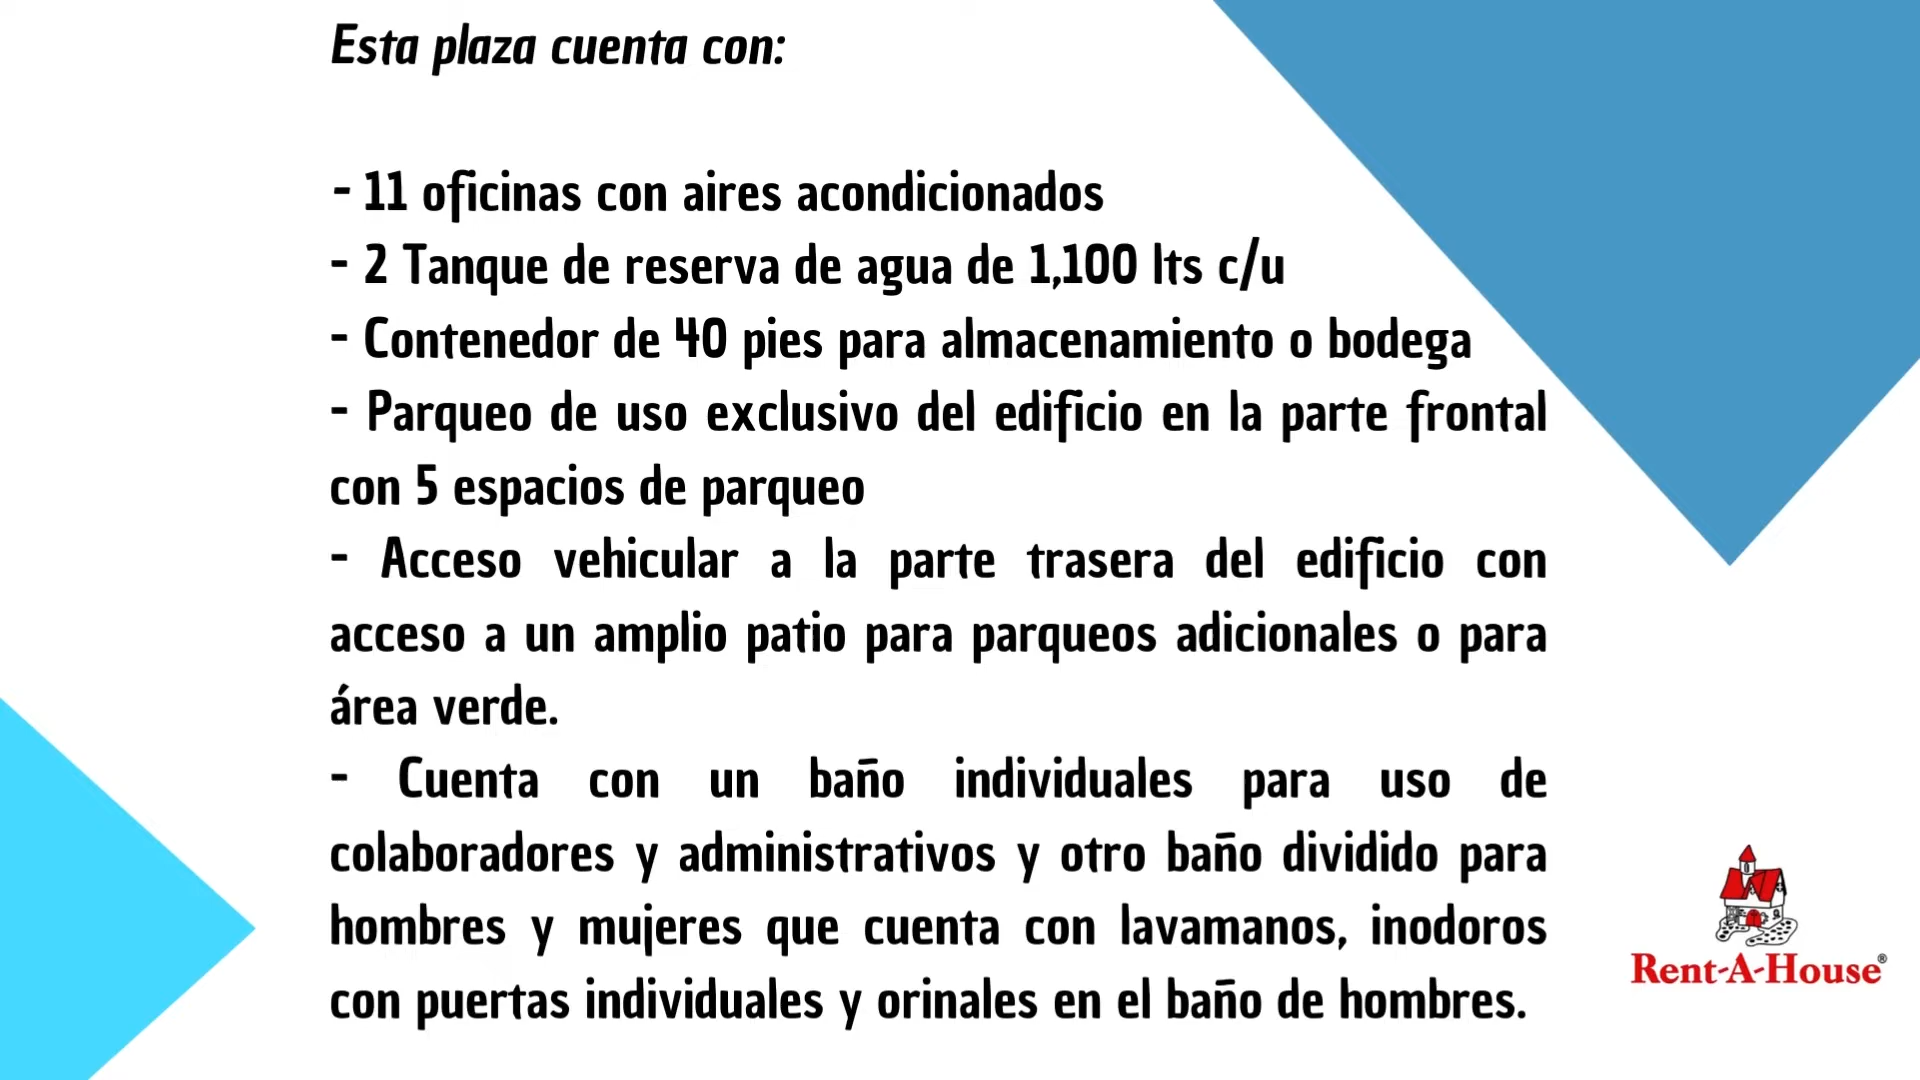 Esta plaza cuenta con:
- 11 oficinas con aires acondicionados
- 2 Tanque de reserva de agua de 1,100 lts c/u
- Contenedor de 40 pies para almacenamiento o bodega
- Parqueo de uso exclusivo del edificio en la parte frontal
con 5 espacios de parqueo
- Acceso vehicular a la parte trasera del edificio con
acceso a un amplio patio para parqueos adicionales o para
área verde.
- Cuenta con un baño individuales para uso de
colaboradores y administrativos y otro baño dividido para
hombres y mujeres que cuenta con lavamanos, inodoros
con puertas individuales y orinales en el baño de hombres.
Rent-A-House®